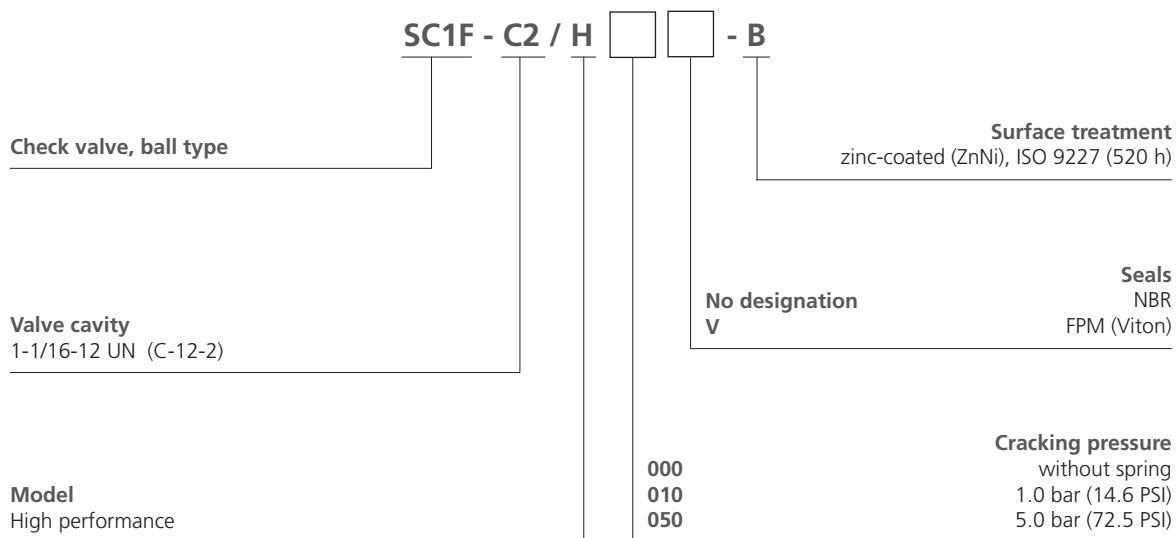 SC1F - C2 / H - B
Check valve, ball type
Surface treatment
zinc-coated (ZnNi), ISO 9227 (520 h)
Valve cavity
1-1/16-12 UN (C-12-2)
Seals
No designation NBR
V FPM (Viton)
Model
High performance
Cracking pressure
000 without spring
010 1.0 bar (14.6 PSI)
050 5.0 bar (72.5 PSI)